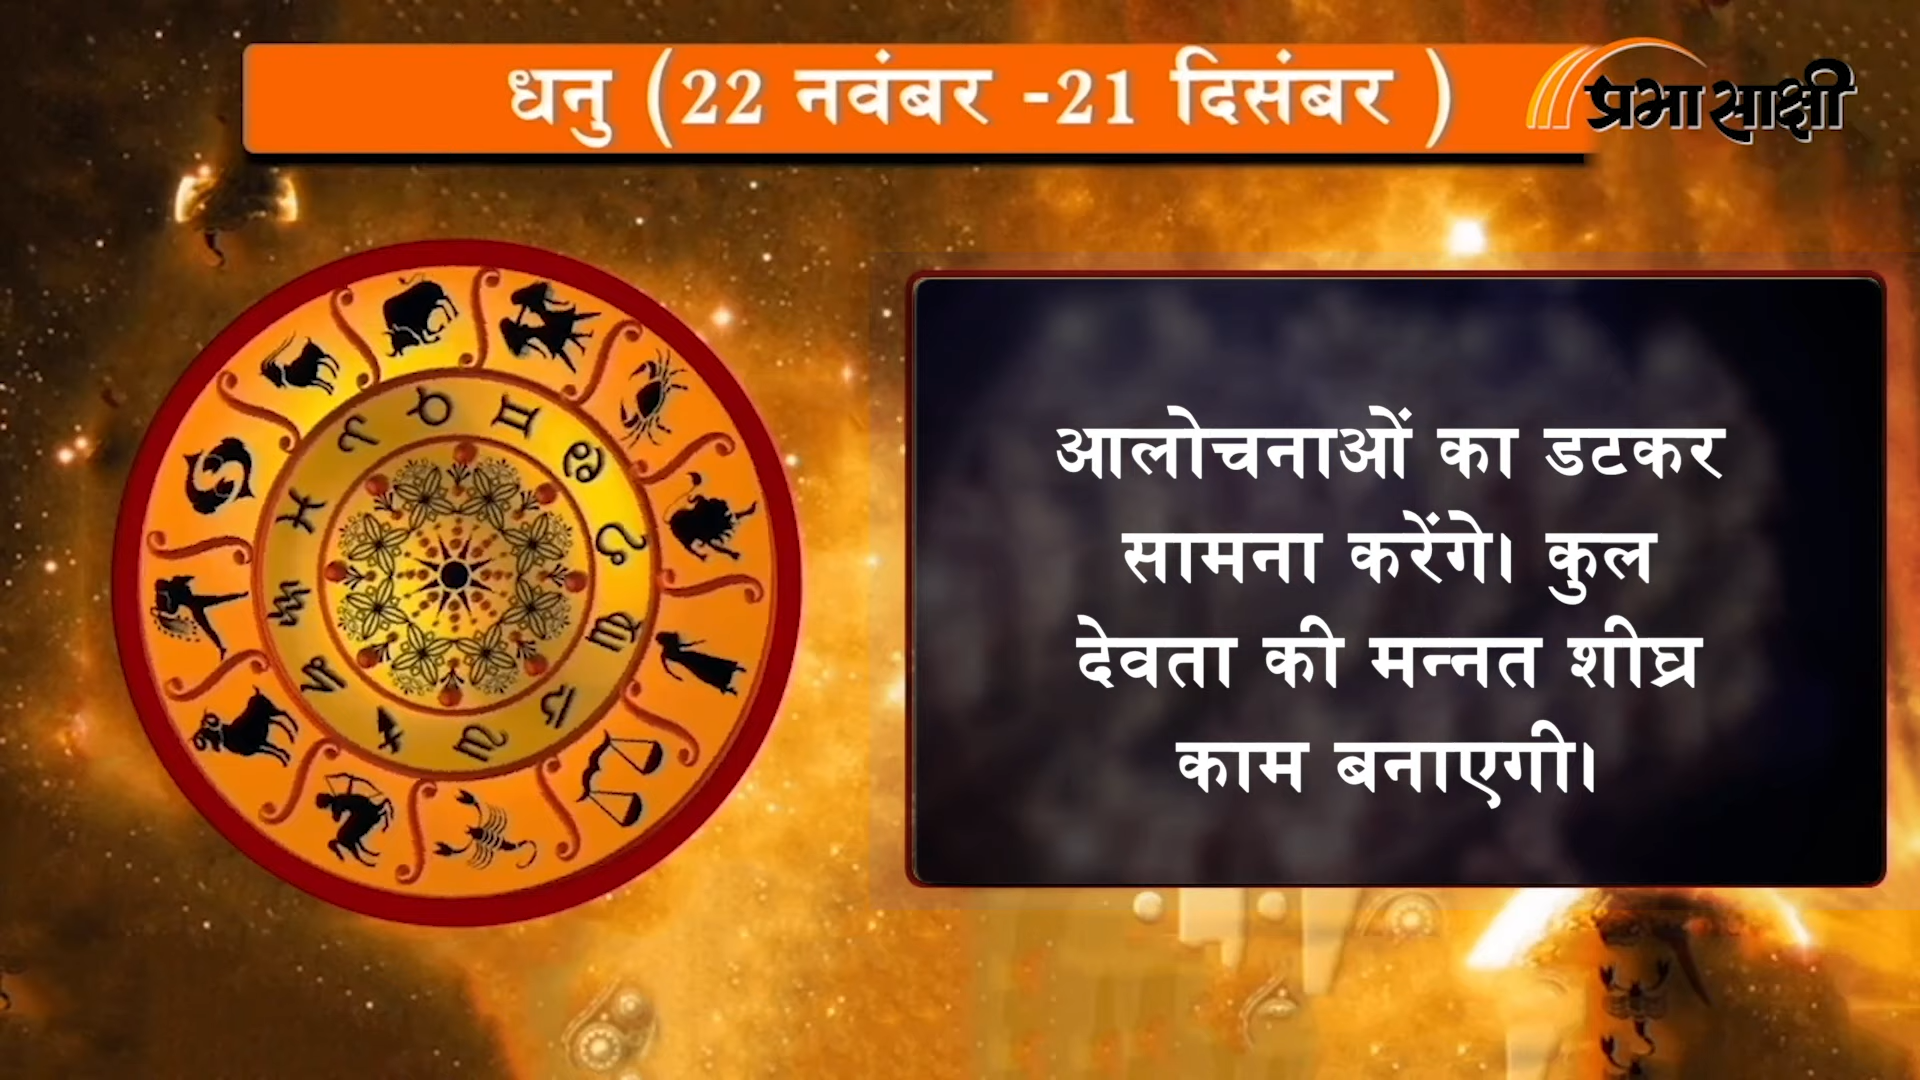 धनु (22 नवंबर -21 दिसंबर )
प्रभासाक्षी
आलोचनाओं का डटकर
सामना करेंगे। कुल
देवता की मन्नत शीघ्र
काम बनाएगी।